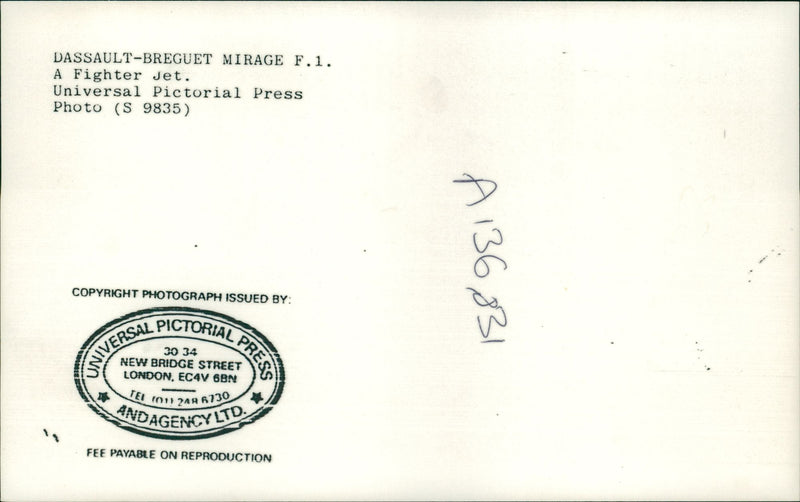 DASSAULT-BREGUET MIRAGE F.1.
A Fighter Jet.
Universal Pictorial Press
Photo (S 9835)
A136,831
COPYRIGHT PHOTOGRAPH ISSUED BY:
UNIVERSAL PICTORIAL PRESS
30 34
NEW BRIDGE STREET
LONDON, EC4V 6BN
TEL (01) 248 6730
AND AGENCY LTD.
FEE PAYABLE ON REPRODUCTION